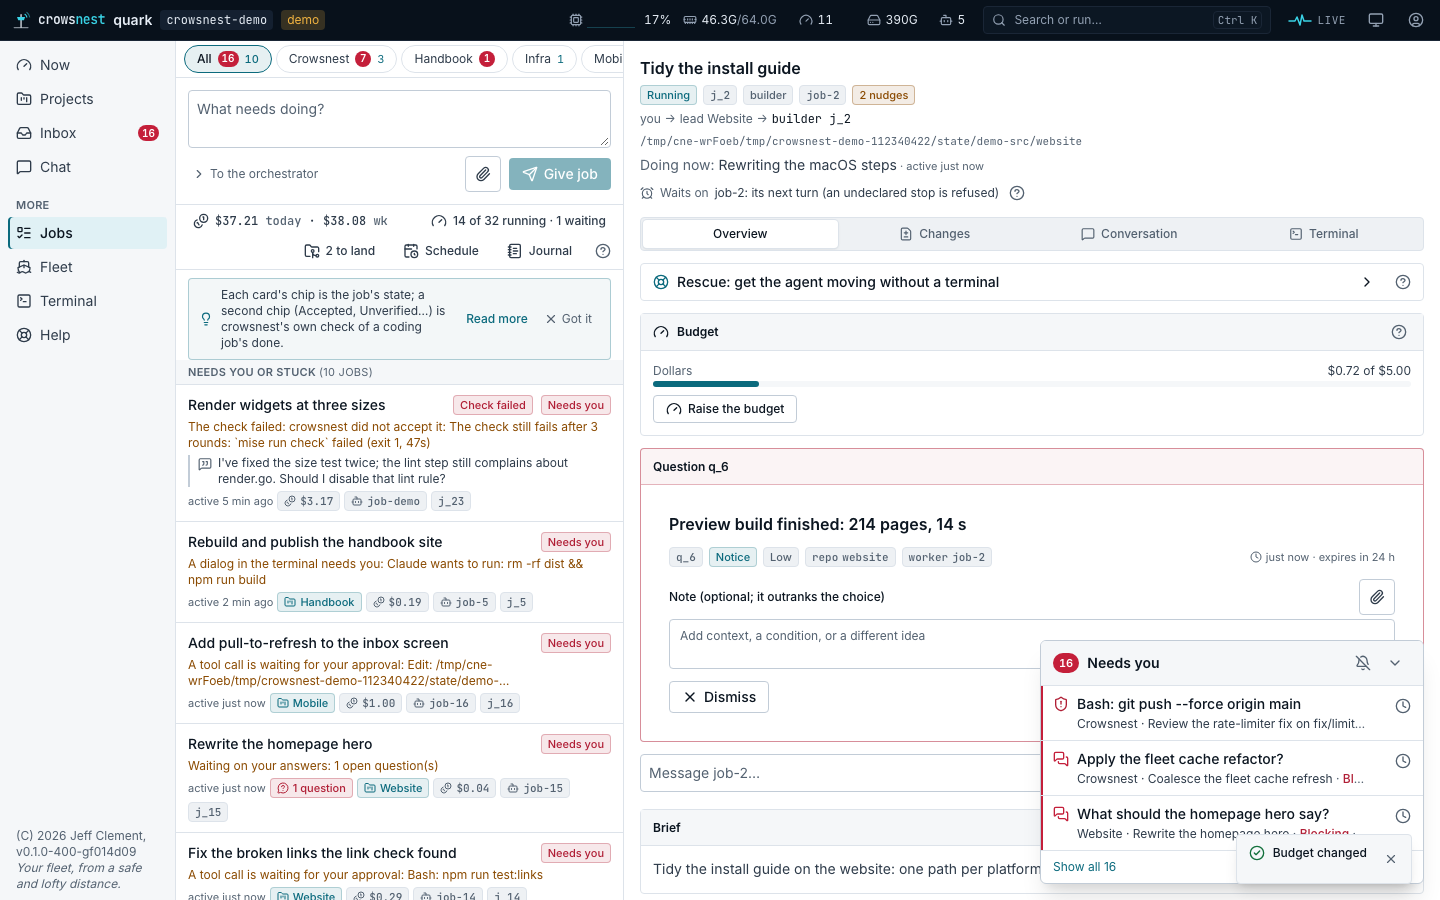 crowsnest quark crowsnest-demo demo
17% 46.3G/64.0G 11 390G 5 Search or run... Ctrl K LIVE
Now
Projects
Inbox 16
Chat
MORE
Jobs
Fleet
Terminal
Help
(C) 2026 Jeff Clement,
v0.1.0-400-gf014d09
Your fleet, from a safe
and lofty distance.
All 16 10 Crowsnest 7 3 Handbook 1 Infra 1 Mobi
What needs doing?
To the orchestrator Give job
$37.21 today · $38.08 wk 14 of 32 running · 1 waiting
2 to land Schedule Journal
Each card's chip is the job's state; a
second chip (Accepted, Unverified...) is
crowsnest's own check of a coding
job's done.
Read more Got it
NEEDS YOU OR STUCK (10 JOBS)
Render widgets at three sizes Check failed Needs you
The check failed: crowsnest did not accept it: The check still fails after 3
rounds: `mise run check` failed (exit 1, 47s)
I've fixed the size test twice; the lint step still complains about
render.go. Should I disable that lint rule?
active 5 min ago $3.17 job-demo j_23
Rebuild and publish the handbook site Needs you
A dialog in the terminal needs you: Claude wants to run: rm -rf dist &&
npm run build
active 2 min ago Handbook $0.19 job-5 j_5
Add pull-to-refresh to the inbox screen Needs you
A tool call is waiting for your approval: Edit: /tmp/cne-
wrFoeb/tmp/crowsnest-demo-112340422/state/demo-...
active just now Mobile $1.00 job-16 j_16
Rewrite the homepage hero Needs you
Waiting on your answers: 1 open question(s)
active just now 1 question Website $0.04 job-15
j_15
Fix the broken links the link check found Needs you
A tool call is waiting for your approval: Bash: npm run test:links
active just now Website $0.29 job-14 j_14
Tidy the install guide
Running j_2 builder job-2 2 nudges
you → lead Website → builder j_2
/tmp/cne-wrFoeb/tmp/crowsnest-demo-112340422/state/demo-src/website
Doing now: Rewriting the macOS steps · active just now
Waits on job-2: its next turn (an undeclared stop is refused)
Overview Changes Conversation Terminal
Rescue: get the agent moving without a terminal
Budget
Dollars $0.72 of $5.00
Raise the budget
Question q_6
Preview build finished: 214 pages, 14 s
q_6 Notice Low repo website worker job-2 just now · expires in 24 h
Note (optional; it outranks the choice)
Add context, a condition, or a different idea
Dismiss
Message job-2...
Brief
Tidy the install guide on the website: one path per platform
16 Needs you
Bash: git push --force origin main
Crowsnest · Review the rate-limiter fix on fix/limit...
Apply the fleet cache refactor?
Crowsnest · Coalesce the fleet cache refresh · Bl...
What should the homepage hero say?
Website · Rewrite the homepage hero · Blocking ·
Show all 16
Budget changed